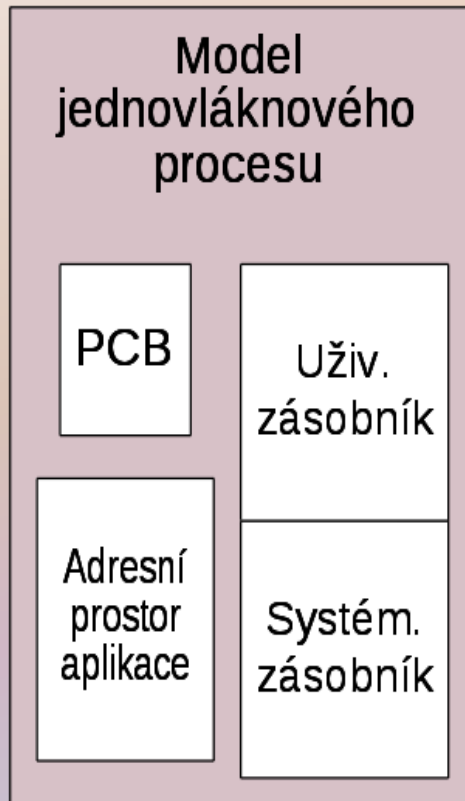 Model
jednovláknového
procesu
PCB
Uživ.
zásobník
Adresní
prostor
aplikace
Systém.
zásobník